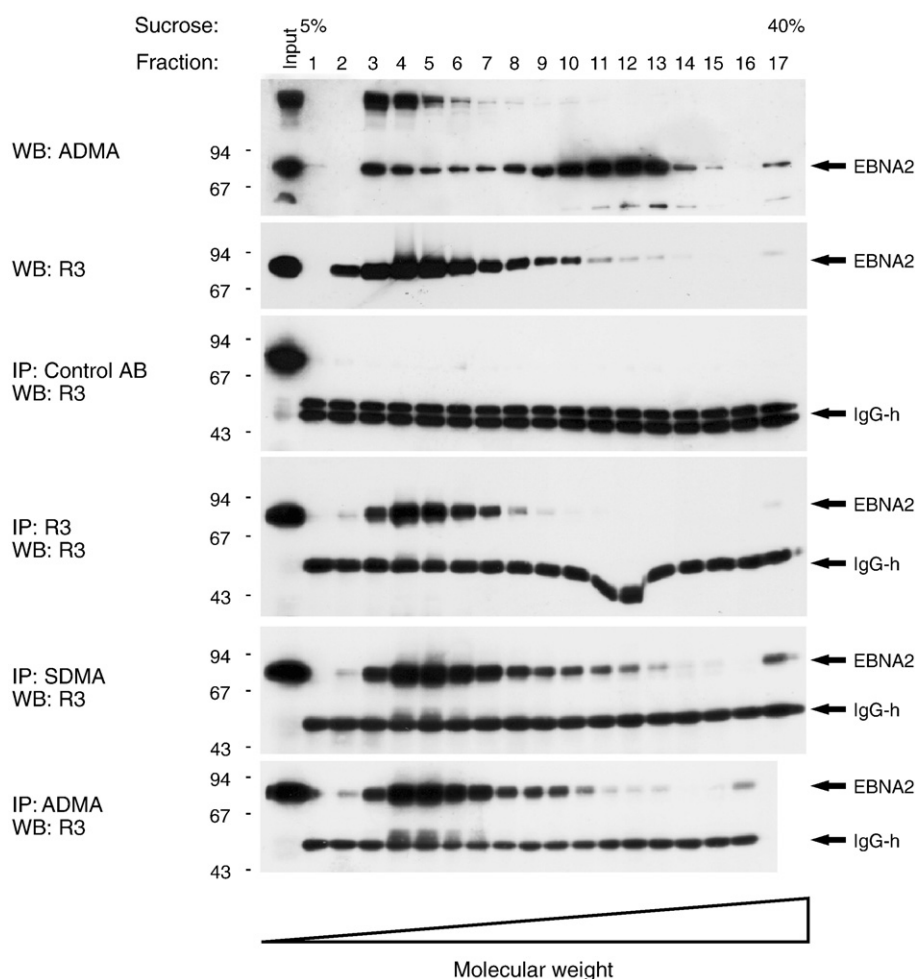 Sucrose: 5% 40%
Fraction: Input 1 2 3 4 5 6 7 8 9 10 11 12 13 14 15 16 17
WB: ADMA
94 -
EBNA2
67 -
WB: R3
94 -
EBNA2
67 -
94 -
IP: Control AB
67 -
WB: R3
IgG-h
43 -
94 -
EBNA2
IP: R3
67 -
WB: R3
IgG-h
43 -
94 -
EBNA2
IP: SDMA
67 -
WB: R3
IgG-h
43 -
94 -
EBNA2
IP: ADMA
67 -
WB: R3
IgG-h
43 -
Molecular weight